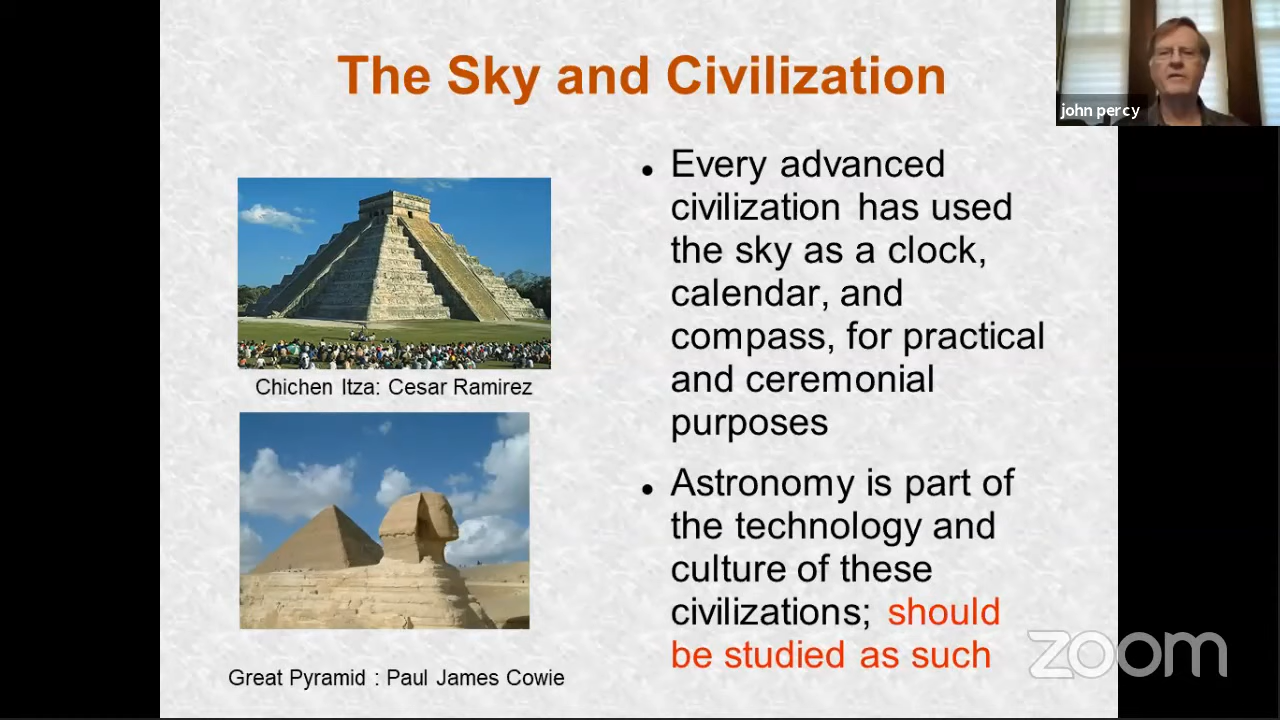 The Sky and Civilization
john percy
Chichen Itza: Cesar Ramirez
Great Pyramid : Paul James Cowie
• Every advanced
civilization has used
the sky as a clock,
calendar, and
compass, for practical
and ceremonial
purposes
• Astronomy is part of
the technology and
culture of these
civilizations; should
be studied as such
zoom